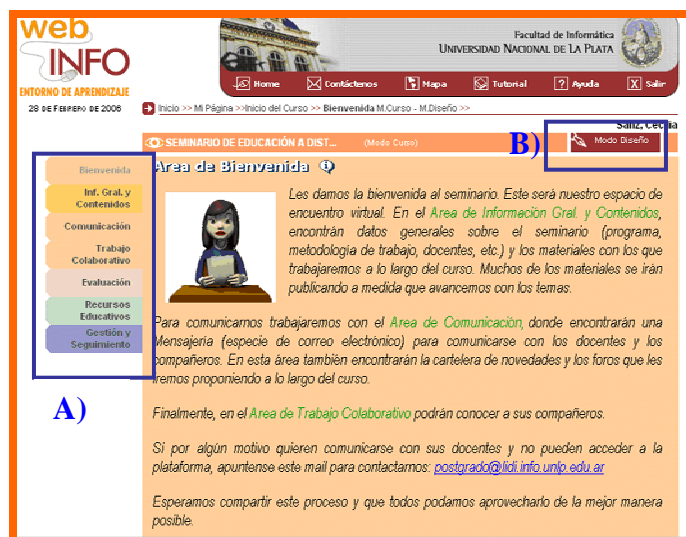 web
INFO
ENTORNO DE APRENDIZAJE
Facultad de Informática
UNIVERSIDAD NACIONAL DE LA PLATA
Home Contáctenos Mapa Tutorial Ayuda Salir
28 DE FEBRERO DE 2006
Inicio >> Mi Página >>Inicio del Curso >> Bienvenida M.Curso - M.Diseño >>
Sanz, Cecilia
SEMINARIO DE EDUCACIÓN A DIST... (Modo Curso)
B)
Modo Diseño
Bienvenida
Inf. Gral. y
Contenidos
Comunicación
Trabajo
Colaborativo
Evaluación
Recursos
Educativos
Gestión y
Seguimiento
A)
Area de Bienvenida
Les damos la bienvenida al seminario. Este será nuestro espacio de
encuentro virtual. En el Area de Información Gral. y Contenidos,
encontrán datos generales sobre el seminario (programa,
metodología de trabajo, docentes, etc.) y los materiales con los que
trabajaremos a lo largo del curso. Muchos de los materiales se irán
publicando a medida que avancemos con los temas.
Para comunicarnos trabajaremos con el Area de Comunicación, donde encontrarán una
Mensajería (especie de correo electrónico) para comunicarse con los docentes y los
compañeros. En esta área también encontrarán la cartelera de novedades y los foros que les
iremos proponiendo a lo largo del curso.
Finalmente, en el Area de Trabajo Colaborativo podrán conocer a sus compañeros.
Si por algún motivo quieren comunicarse con sus docentes y no pueden acceder a la
plataforma, apuntense este mail para contactarnos: postgrado@lidi.info.unlp.edu.ar
Esperamos compartir este proceso y que todos podamos aprovecharlo de la mejor manera
posible.